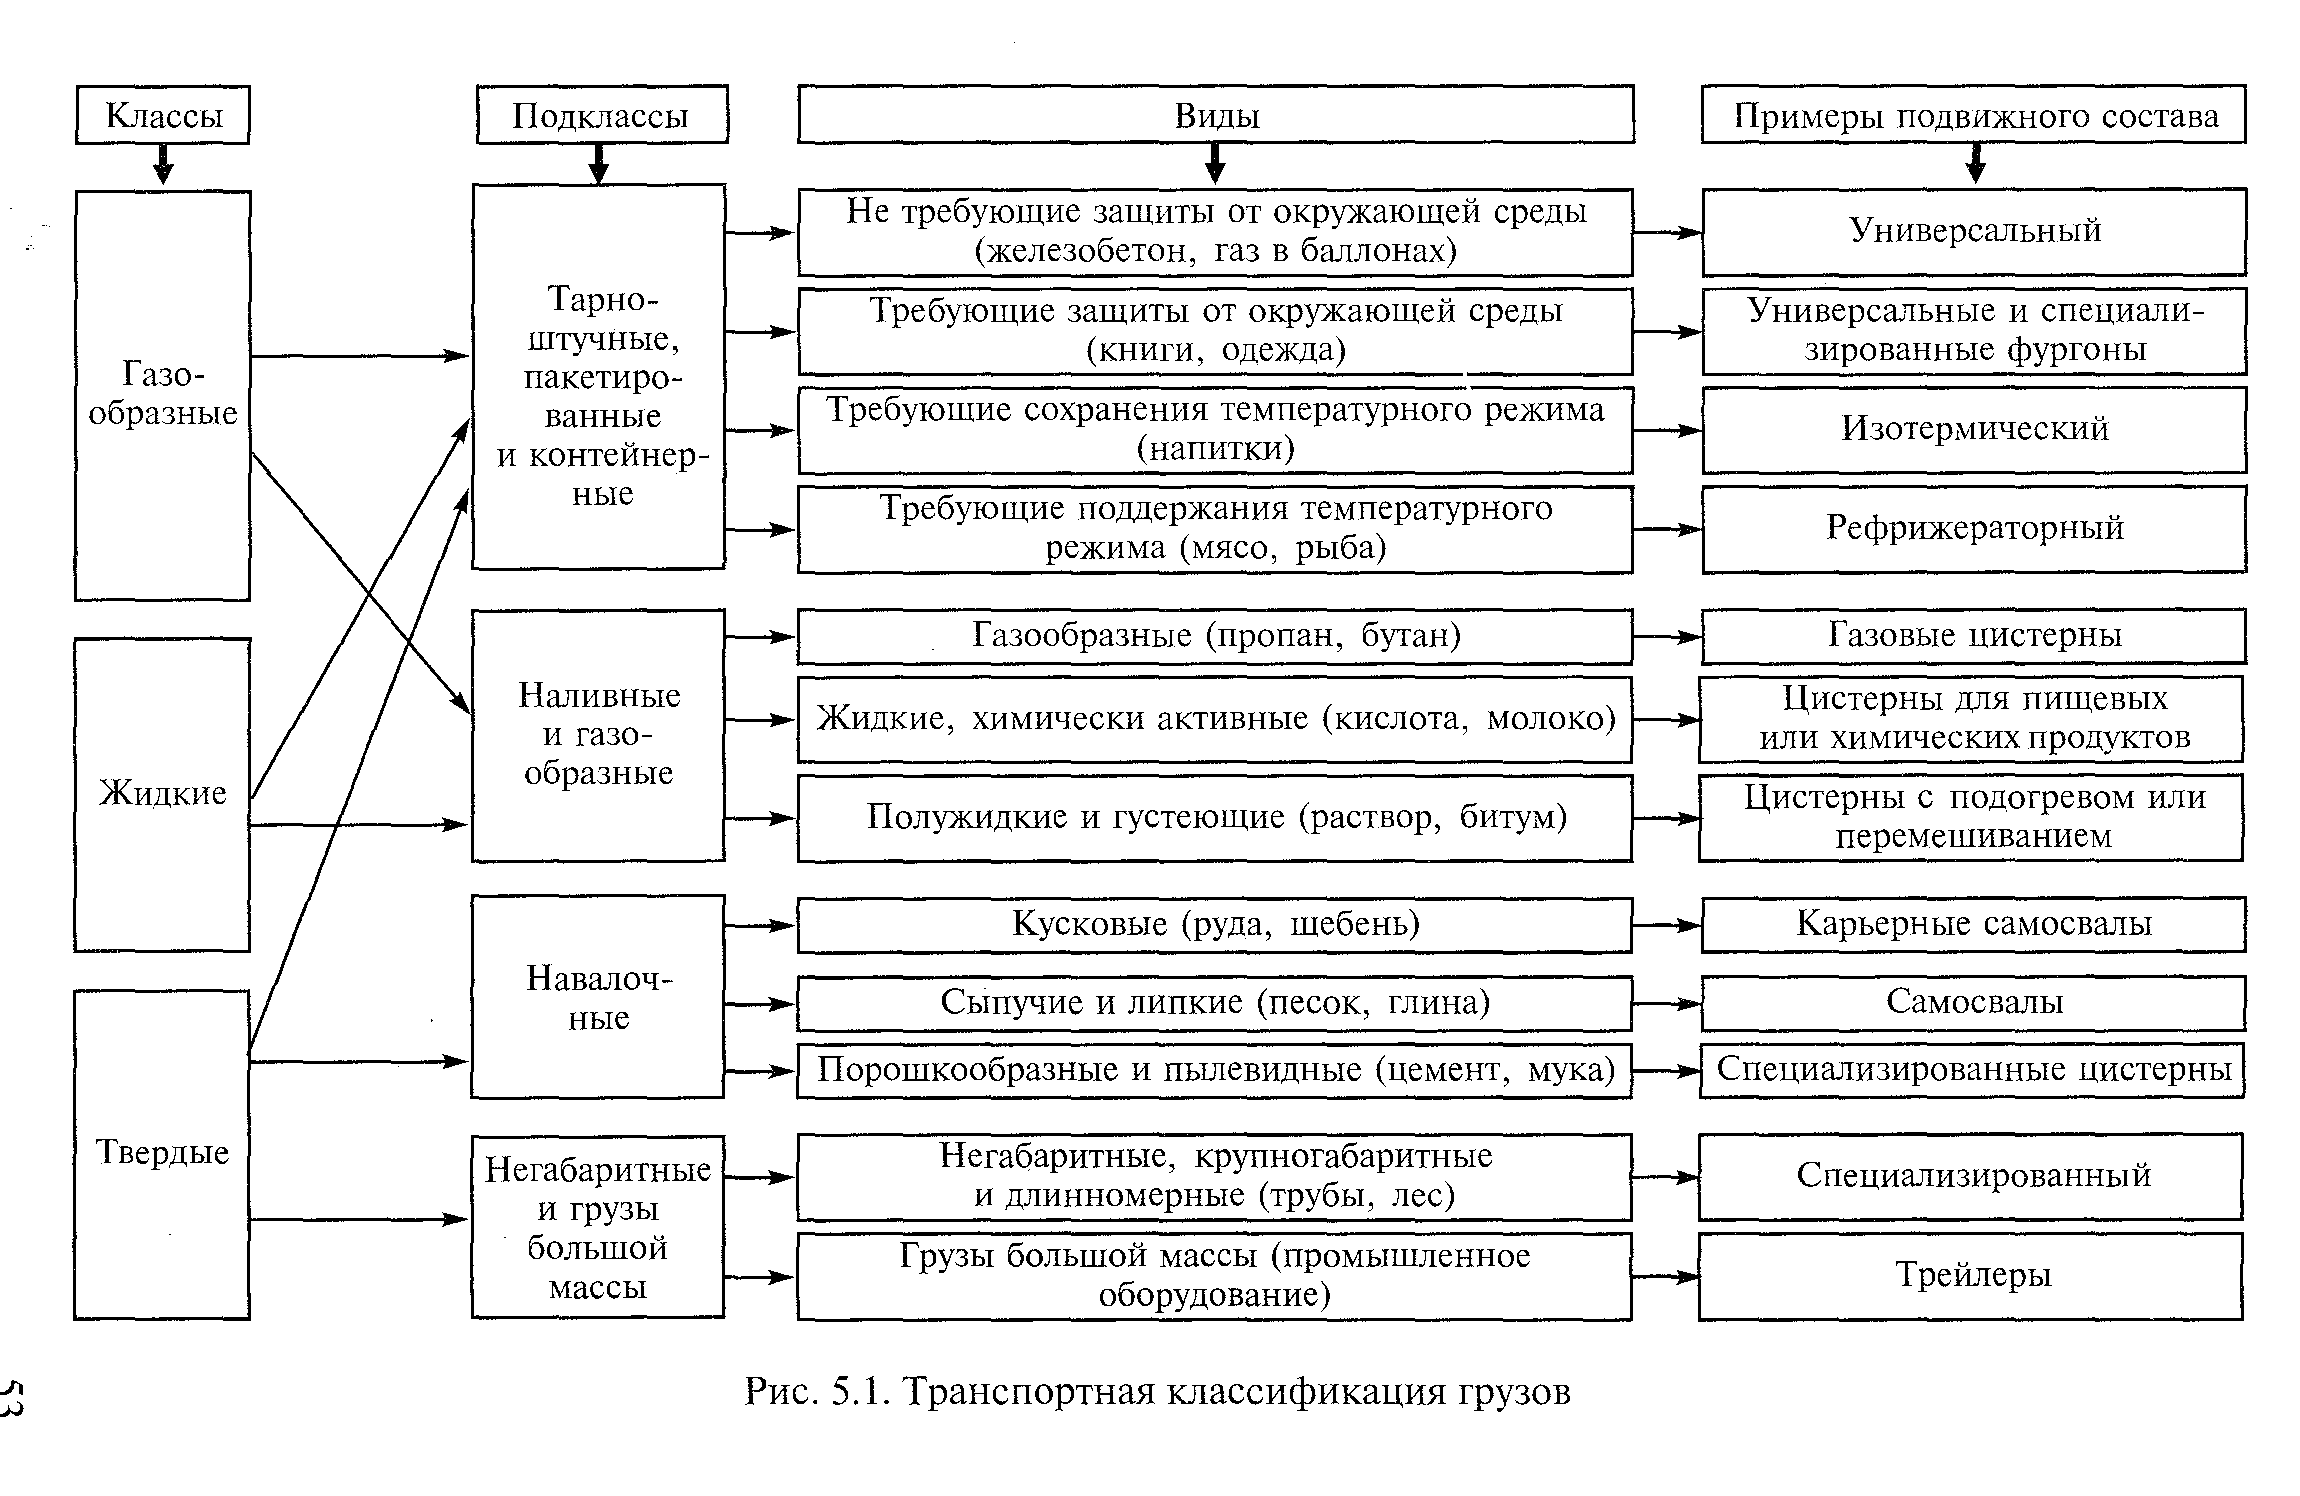 Классы
Подклассы
Виды
Примеры подвижного состава
Газо-
образные
Жидкие
Твердые
Тарно-
штучные,
пакетиро-
ванные
и контейнер-
ные
Не требующие защиты от окружающей среды
(железобетон, газ в баллонах)
Универсальный
Требующие защиты от окружающей среды
(книги, одежда)
Универсальные и специали-
зированные фургоны
Требующие сохранения температурного режима
(напитки)
Изотермический
Требующие поддержания температурного
режима (мясо, рыба)
Рефрижераторный
Наливные
и газо-
образные
Газообразные (пропан, бутан)
Газовые цистерны
Жидкие, химически активные (кислота, молоко)
Цистерны для пищевых
или химических продуктов
Полужидкие и густеющие (раствор, битум)
Цистерны с подогревом или
перемешиванием
Навалоч-
ные
Кусковые (руда, щебень)
Карьерные самосвалы
Сыпучие и липкие (песок, глина)
Самосвалы
Порошкообразные и пылевидные (цемент, мука)
Специализированные цистерны
Негабаритные
и грузы
большой
массы
Негабаритные, крупногабаритные
и длинномерные (трубы, лес)
Специализированный
Грузы большой массы (промышленное
оборудование)
Трейлеры
Рис. 5.1. Транспортная классификация грузов
53